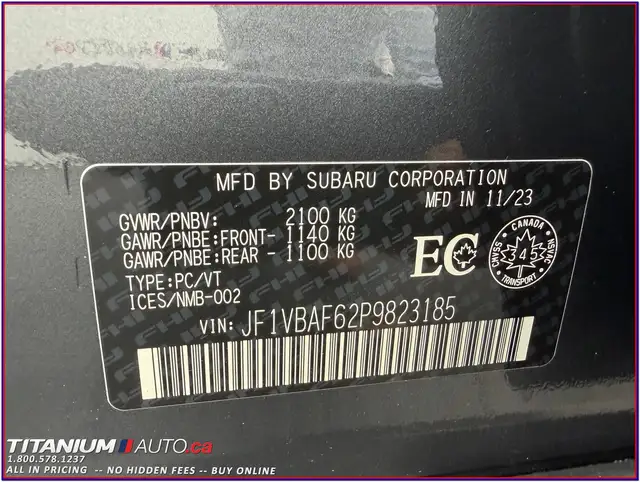 MFD BY SUBARU CORPORATION
MFD IN 11/23
GVWR/PNBV: 2100 KG
GAWR/PNBE:FRONT- 1140 KG
GAWR/PNBE:REAR - 1100 KG
TYPE:PC/VT
ICES/NMB-002
EC
CANADA
CMVSS
345
NSVAC
TRANSPORT
VIN: JF1VBAF62P9823185
TITANIUMAUTO.ca
1.800.578.1237
ALL IN PRICING -- NO HIDDEN FEES -- BUY ONLINE